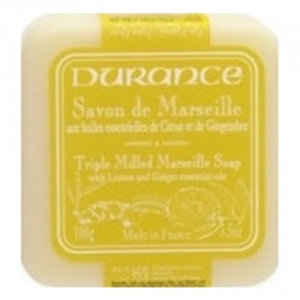 DURANCE
Savon de Marseille
aux huiles essentielles de Citron et de Gingembre
Triple Milled Marseille Soap
with Lemon and Ginger essential oils
100g Made in France 3.5oz